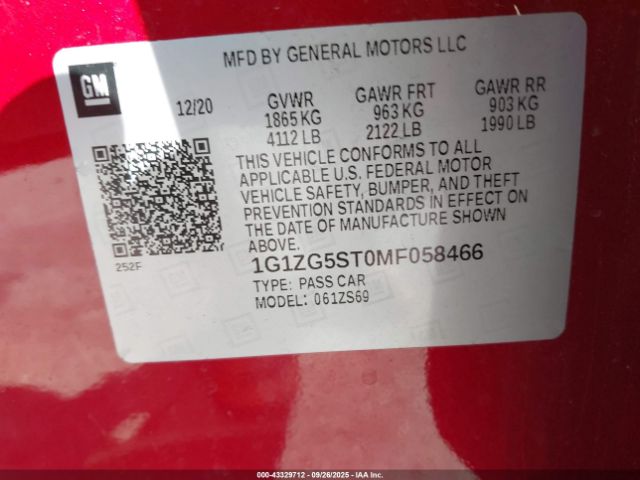 GM
MFD BY GENERAL MOTORS LLC
12/20 GVWR GAWR FRT GAWR RR
1865 KG 963 KG 903 KG
4112 LB 2122 LB 1990 LB
THIS VEHICLE CONFORMS TO ALL
APPLICABLE U.S. FEDERAL MOTOR
VEHICLE SAFETY, BUMPER, AND THEFT
PREVENTION STANDARDS IN EFFECT ON
THE DATE OF MANUFACTURE SHOWN
ABOVE.
252F
1G1ZG5ST0MF058466
TYPE: PASS CAR
MODEL: 061ZS69
000-43329712 - 09/26/2025 - IAAI.COM